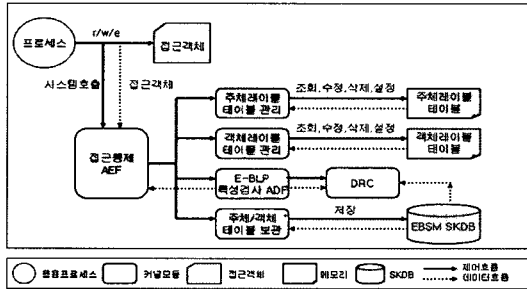 프로세스
r/w/e
접근객체
시스템호출
접근객체
접근통제
AEF
주체레이블
테이블 관리
조회,수정,삭제,설정
주체레이블
테이블
객체레이블
테이블 관리
조회,수정,삭제,설정
객체레이블
테이블
E-BLP
특성검사 ADF
DRC
주체/객체
테이블 보관
저장
EBSM SKDB
응용프로세스
커널모듈
접근객체
메모리
SKDB
제어흐름
데이터흐름